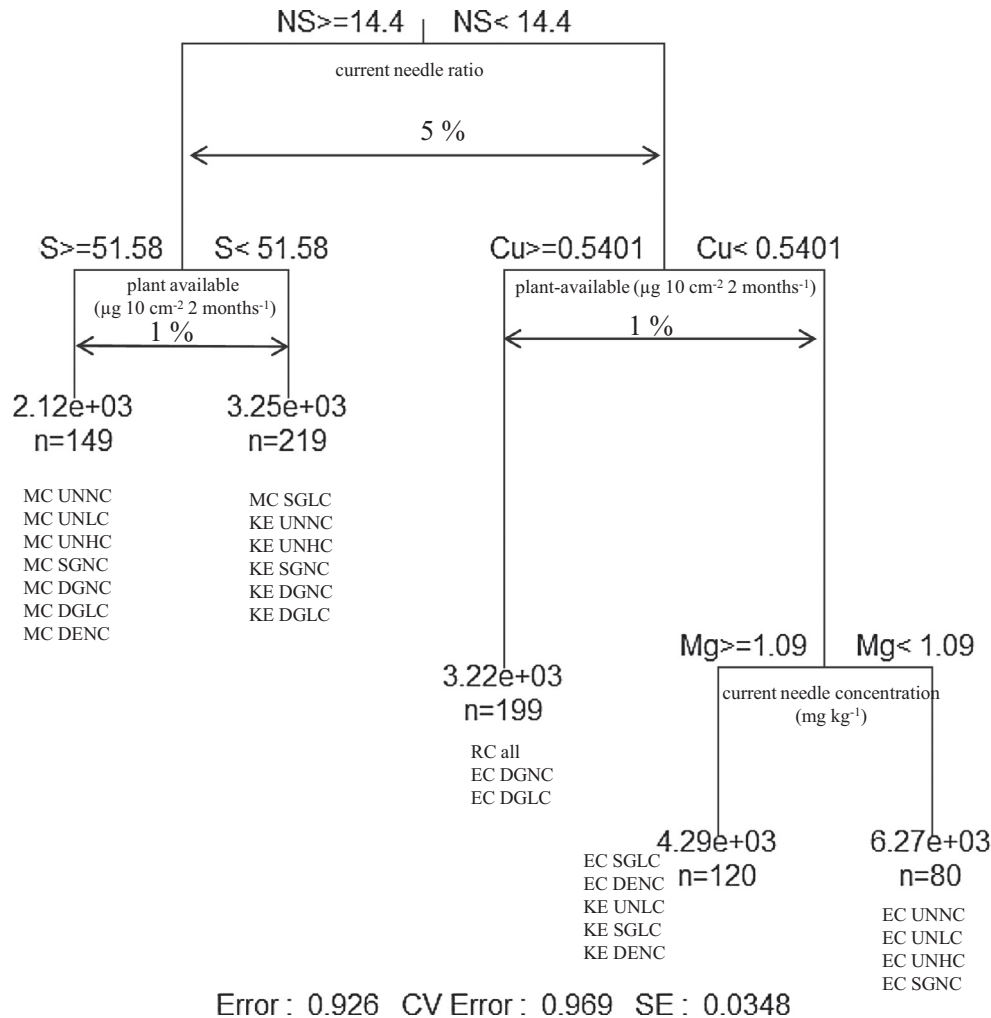 NS>=14.4 NS< 14.4
current needle ratio
5 %
S>=51.58 S< 51.58
plant available
(µg 10 cm⁻² 2 months⁻¹)
1 %
Cu>=0.5401 Cu< 0.5401
plant-available (µg 10 cm⁻² 2 months⁻¹)
1 %
2.12e+03
n=149
MC UNNC
MC UNLC
MC UNHC
MC SGNC
MC DGNC
MC DGLC
MC DENC
3.25e+03
n=219
MC SGLC
KE UNNC
KE UNHC
KE SGNC
KE DGNC
KE DGLC
3.22e+03
n=199
RC all
EC DGNC
EC DGLC
Mg>=1.09 Mg< 1.09
current needle concentration
(mg kg⁻¹)
4.29e+03
n=120
EC SGLC
EC DENC
KE UNLC
KE SGLC
KE DENC
6.27e+03
n=80
EC UNNC
EC UNLC
EC UNHC
EC SGNC
Error : 0.926 CV Error : 0.969 SE : 0.0348